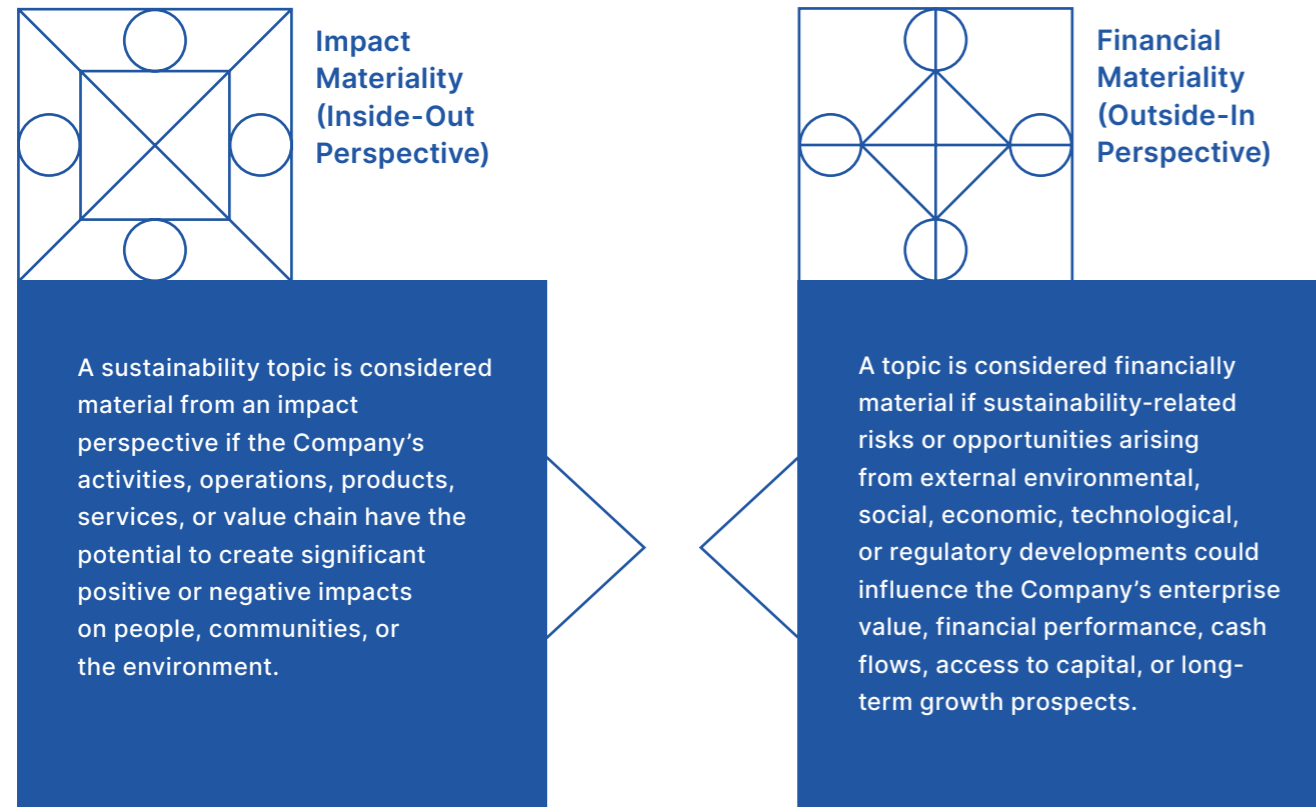 Impact
Materiality
(Inside-Out
Perspective)
A sustainability topic is considered
material from an impact
perspective if the Company’s
activities, operations, products,
services, or value chain have the
potential to create significant
positive or negative impacts
on people, communities, or
the environment.
Financial
Materiality
(Outside-In
Perspective)
A topic is considered financially
material if sustainability-related
risks or opportunities arising
from external environmental,
social, economic, technological,
or regulatory developments could
influence the Company’s enterprise
value, financial performance, cash
flows, access to capital, or long-
term growth prospects.